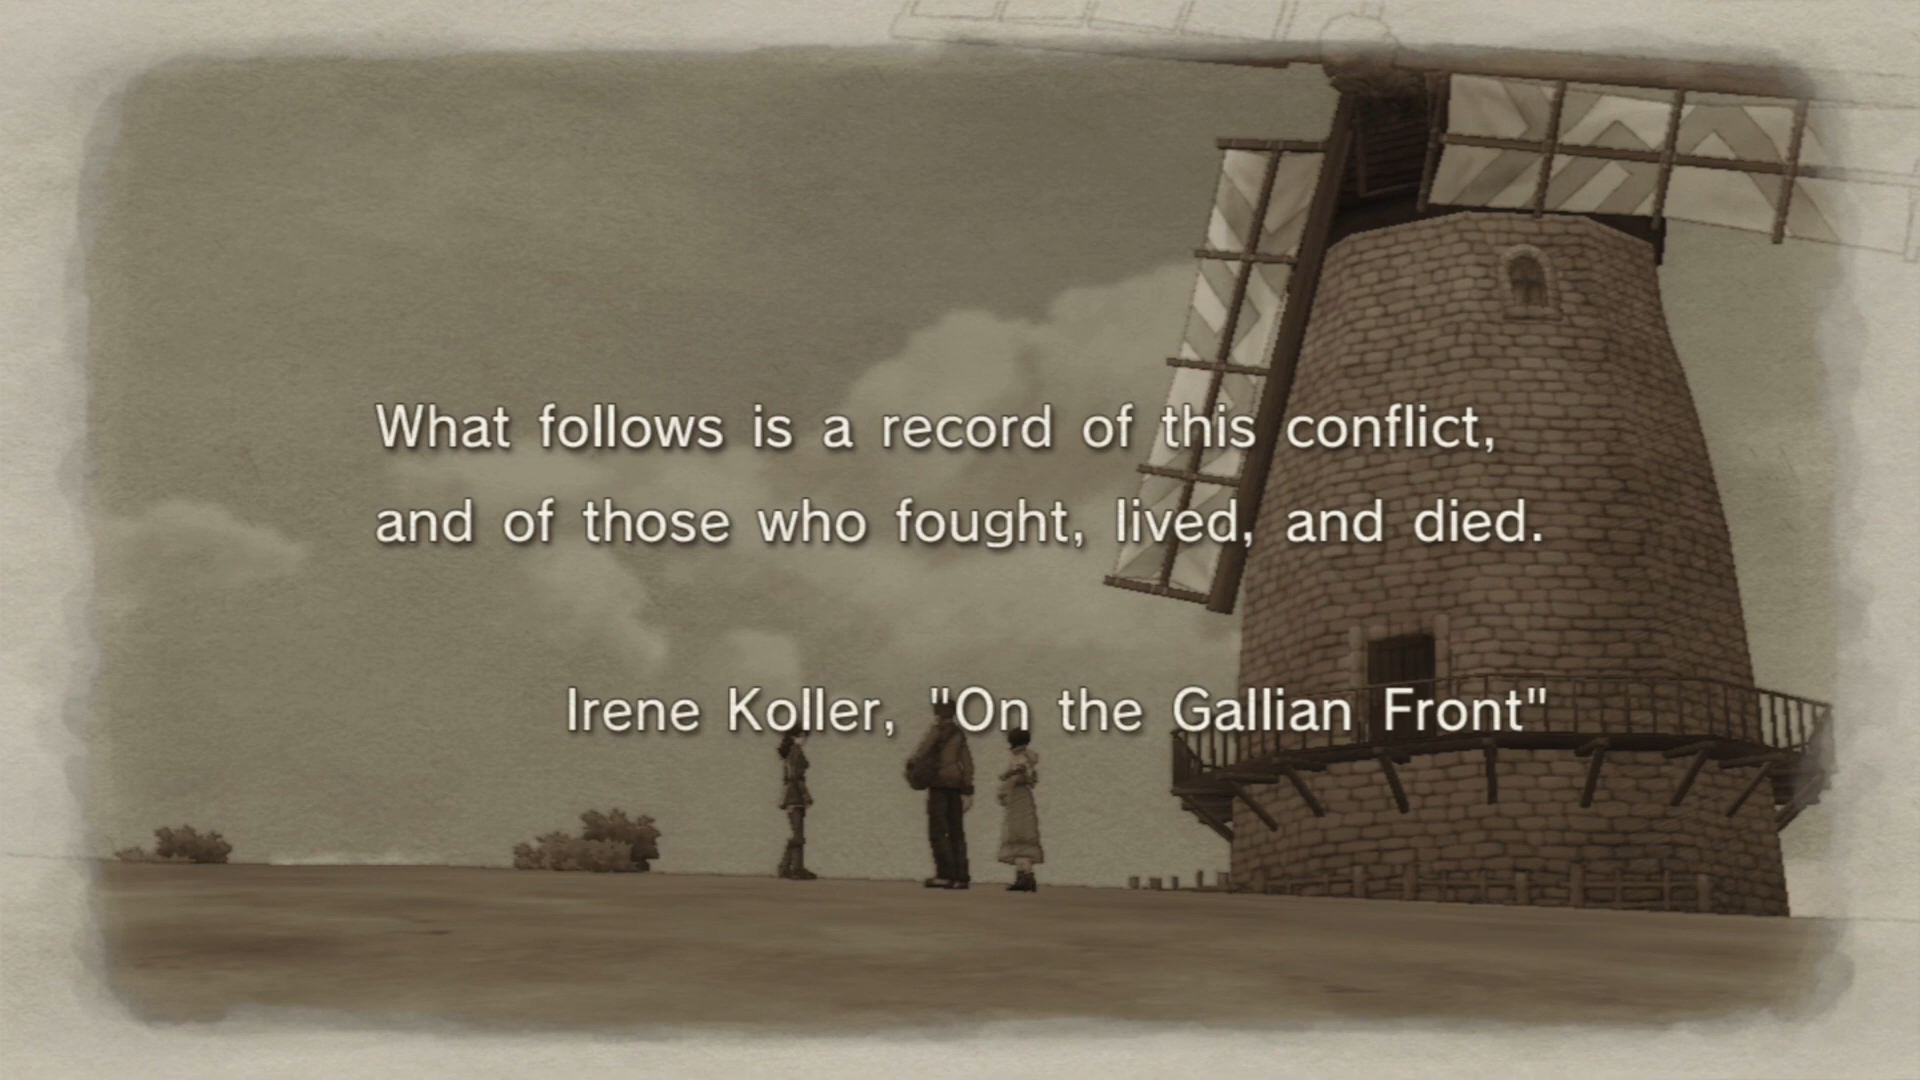 What follows is a record of this conflict,
and of those who fought, lived, and died.
Irene Koller, "On the Gallian Front"